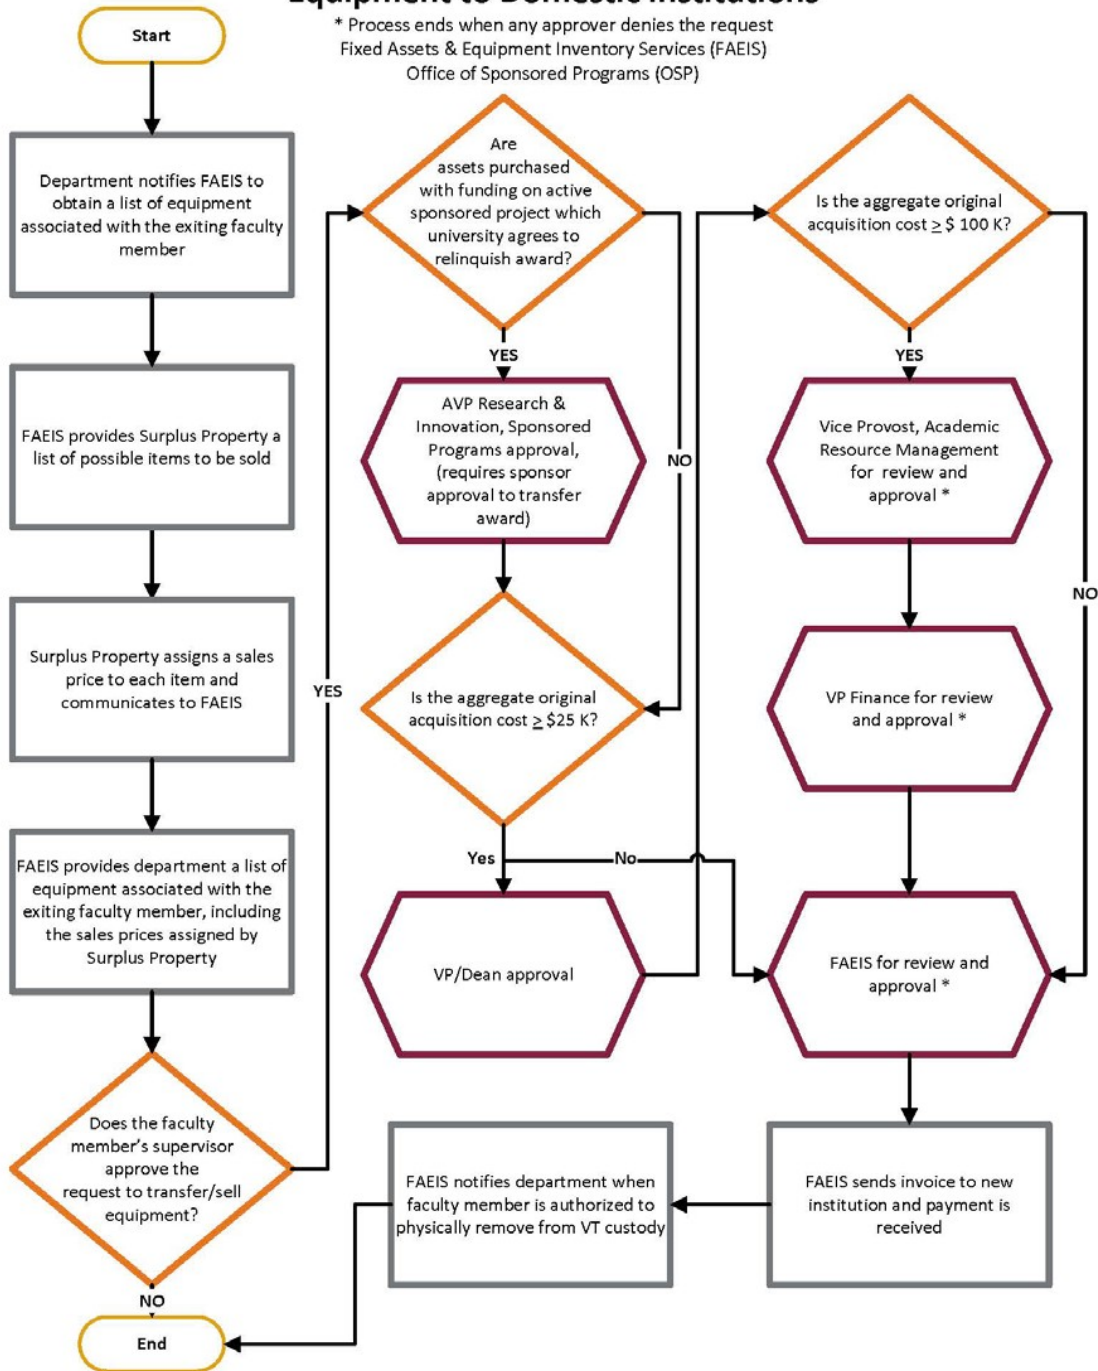 Equipment to Domestic Institutions
* Process ends when any approver denies the request
Fixed Assets & Equipment Inventory Services (FAEIS)
Office of Sponsored Programs (OSP)
Start
Department notifies FAEIS to
obtain a list of equipment
associated with the exiting faculty
member
FAEIS provides Surplus Property a
list of possible items to be sold
Surplus Property assigns a sales
price to each item and
communicates to FAEIS
FAEIS provides department a list of
equipment associated with the
exiting faculty member, including
the sales prices assigned by
Surplus Property
Does the faculty
member's supervisor
approve the
request to transfer/sell
equipment?
NO
End
YES
Are
assets purchased
with funding on active
sponsored project which
university agrees to
relinquish award?
YES
NO
AVP Research &
Innovation, Sponsored
Programs approval,
(requires sponsor
approval to transfer
award)
Is the aggregate original
acquisition cost ≥ $25 K?
Yes
No
VP/Dean approval
Is the aggregate original
acquisition cost ≥ $ 100 K?
YES
NO
Vice Provost, Academic
Resource Management
for review and
approval *
VP Finance for review
and approval *
FAEIS for review and
approval *
FAEIS sends invoice to new
institution and payment is
received
FAEIS notifies department when
faculty member is authorized to
physically remove from VT custody